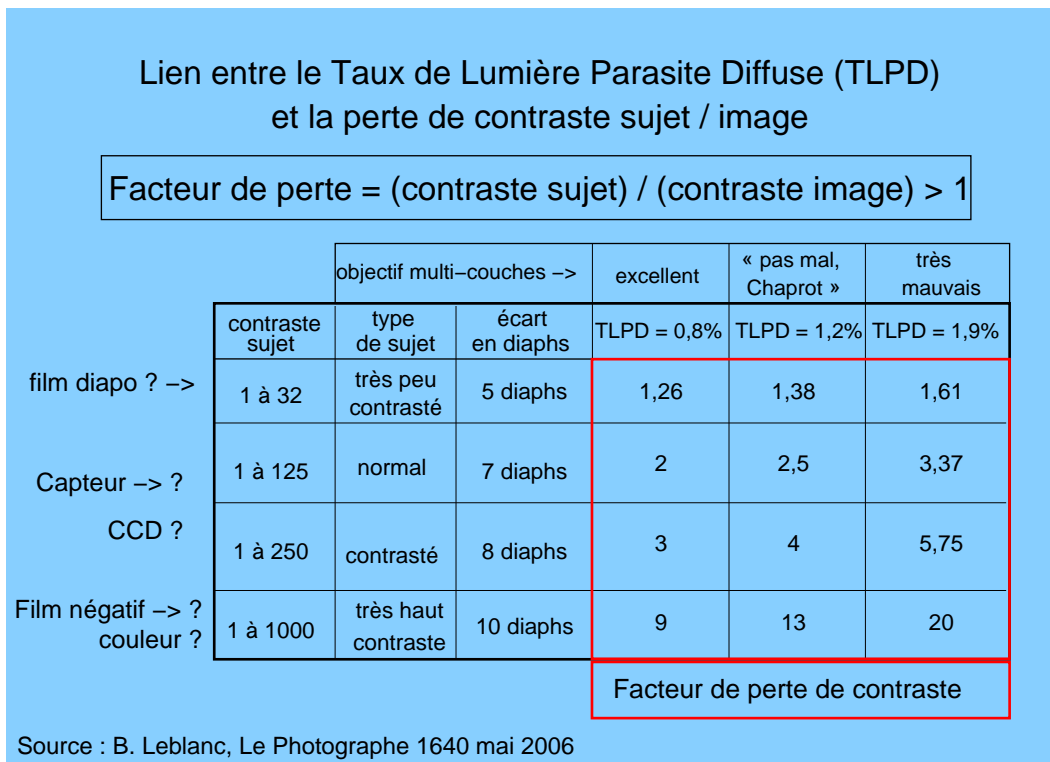 Lien entre le Taux de Lumière Parasite Diffuse (TLPD)
et la perte de contraste sujet / image
Facteur de perte = (contraste sujet) / (contraste image) > 1
objectif multi−couches −> excellent « pas mal, Chaprot » très mauvais
contraste sujet type de sujet écart en diaphs TLPD = 0,8% TLPD = 1,2% TLPD = 1,9%
film diapo ? −> 1 à 32 très peu contrasté 5 diaphs 1,26 1,38 1,61
Capteur −> ? 1 à 125 normal 7 diaphs 2 2,5 3,37
CCD ? 1 à 250 contrasté 8 diaphs 3 4 5,75
Film négatif −> ? couleur ? 1 à 1000 très haut contraste 10 diaphs 9 13 20
Facteur de perte de contraste
Source : B. Leblanc, Le Photographe 1640 mai 2006